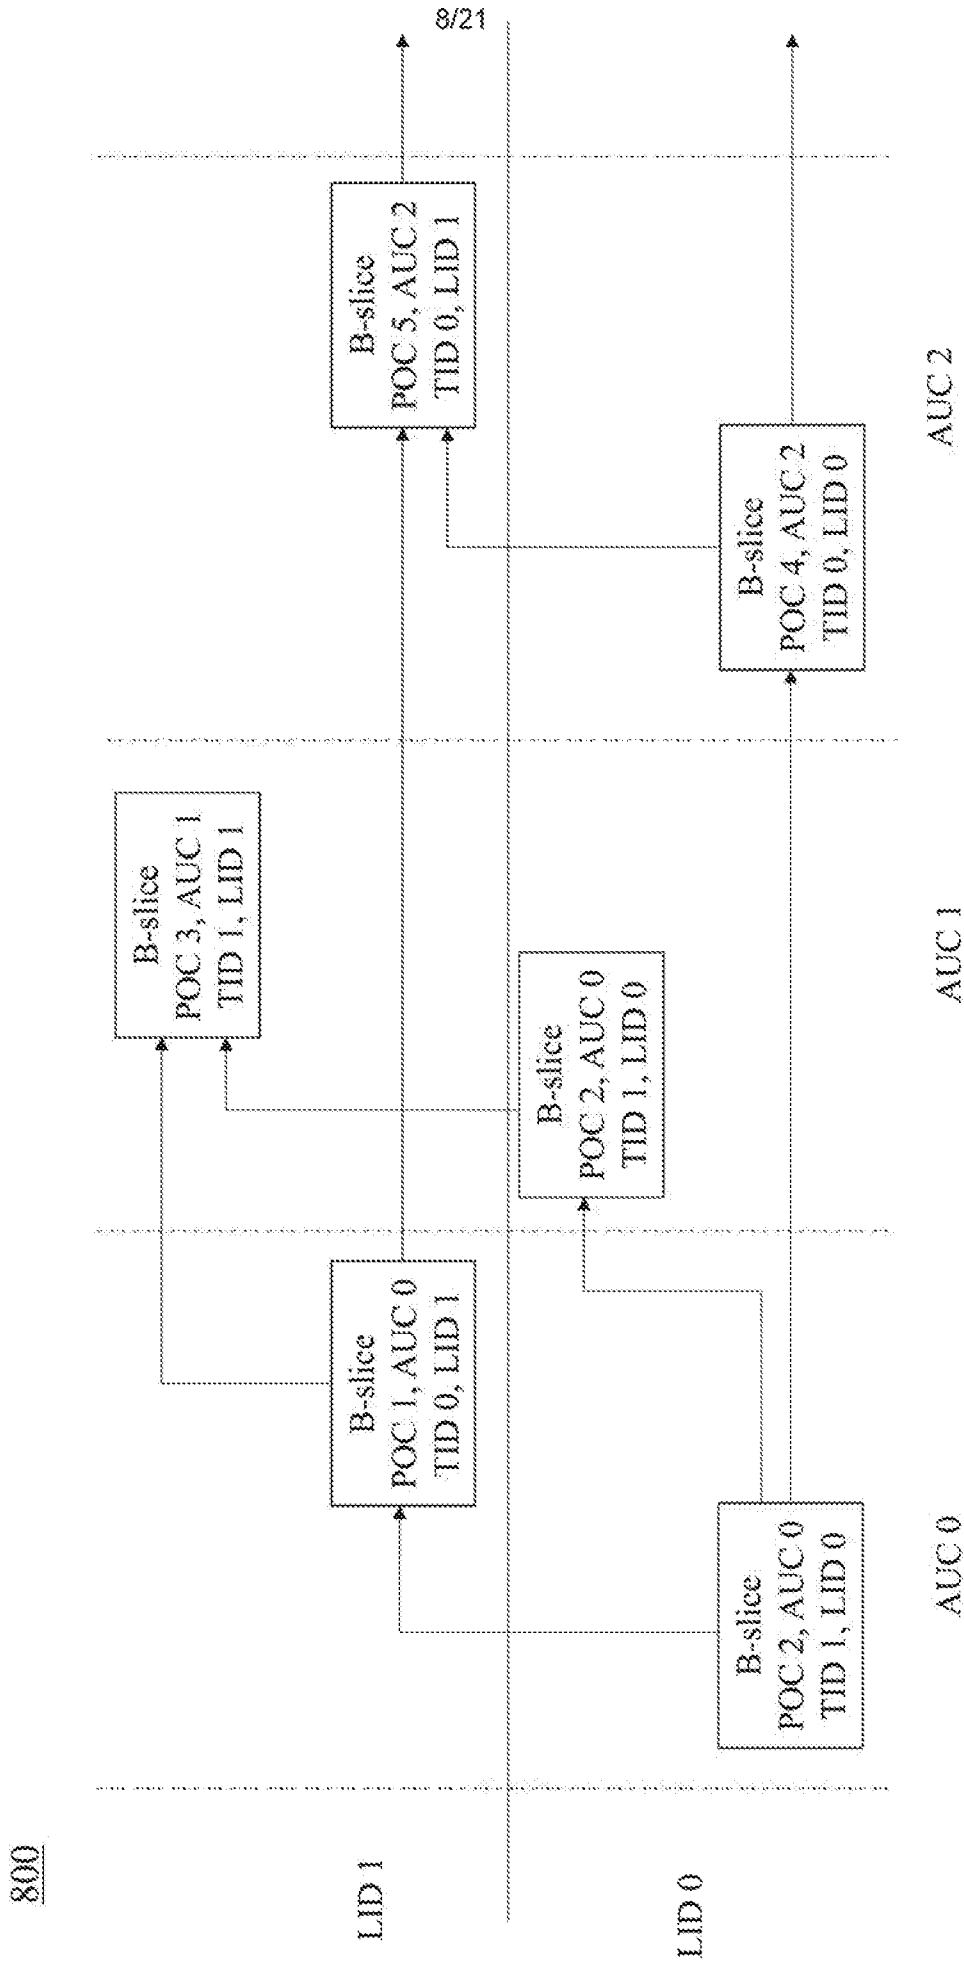 8/21
800
LID 1
LID 0
B-slice
POC 3, AUC 1
TID 1, LID 1
B-slice
POC 1, AUC 0
TID 0, LID 1
B-slice
POC 5, AUC 2
TID 0, LID 1
B-slice
POC 2, AUC 0
TID 1, LID 0
B-slice
POC 2, AUC 0
TID 1, LID 0
B-slice
POC 4, AUC 2
TID 0, LID 0
AUC 0
AUC 1
AUC 2